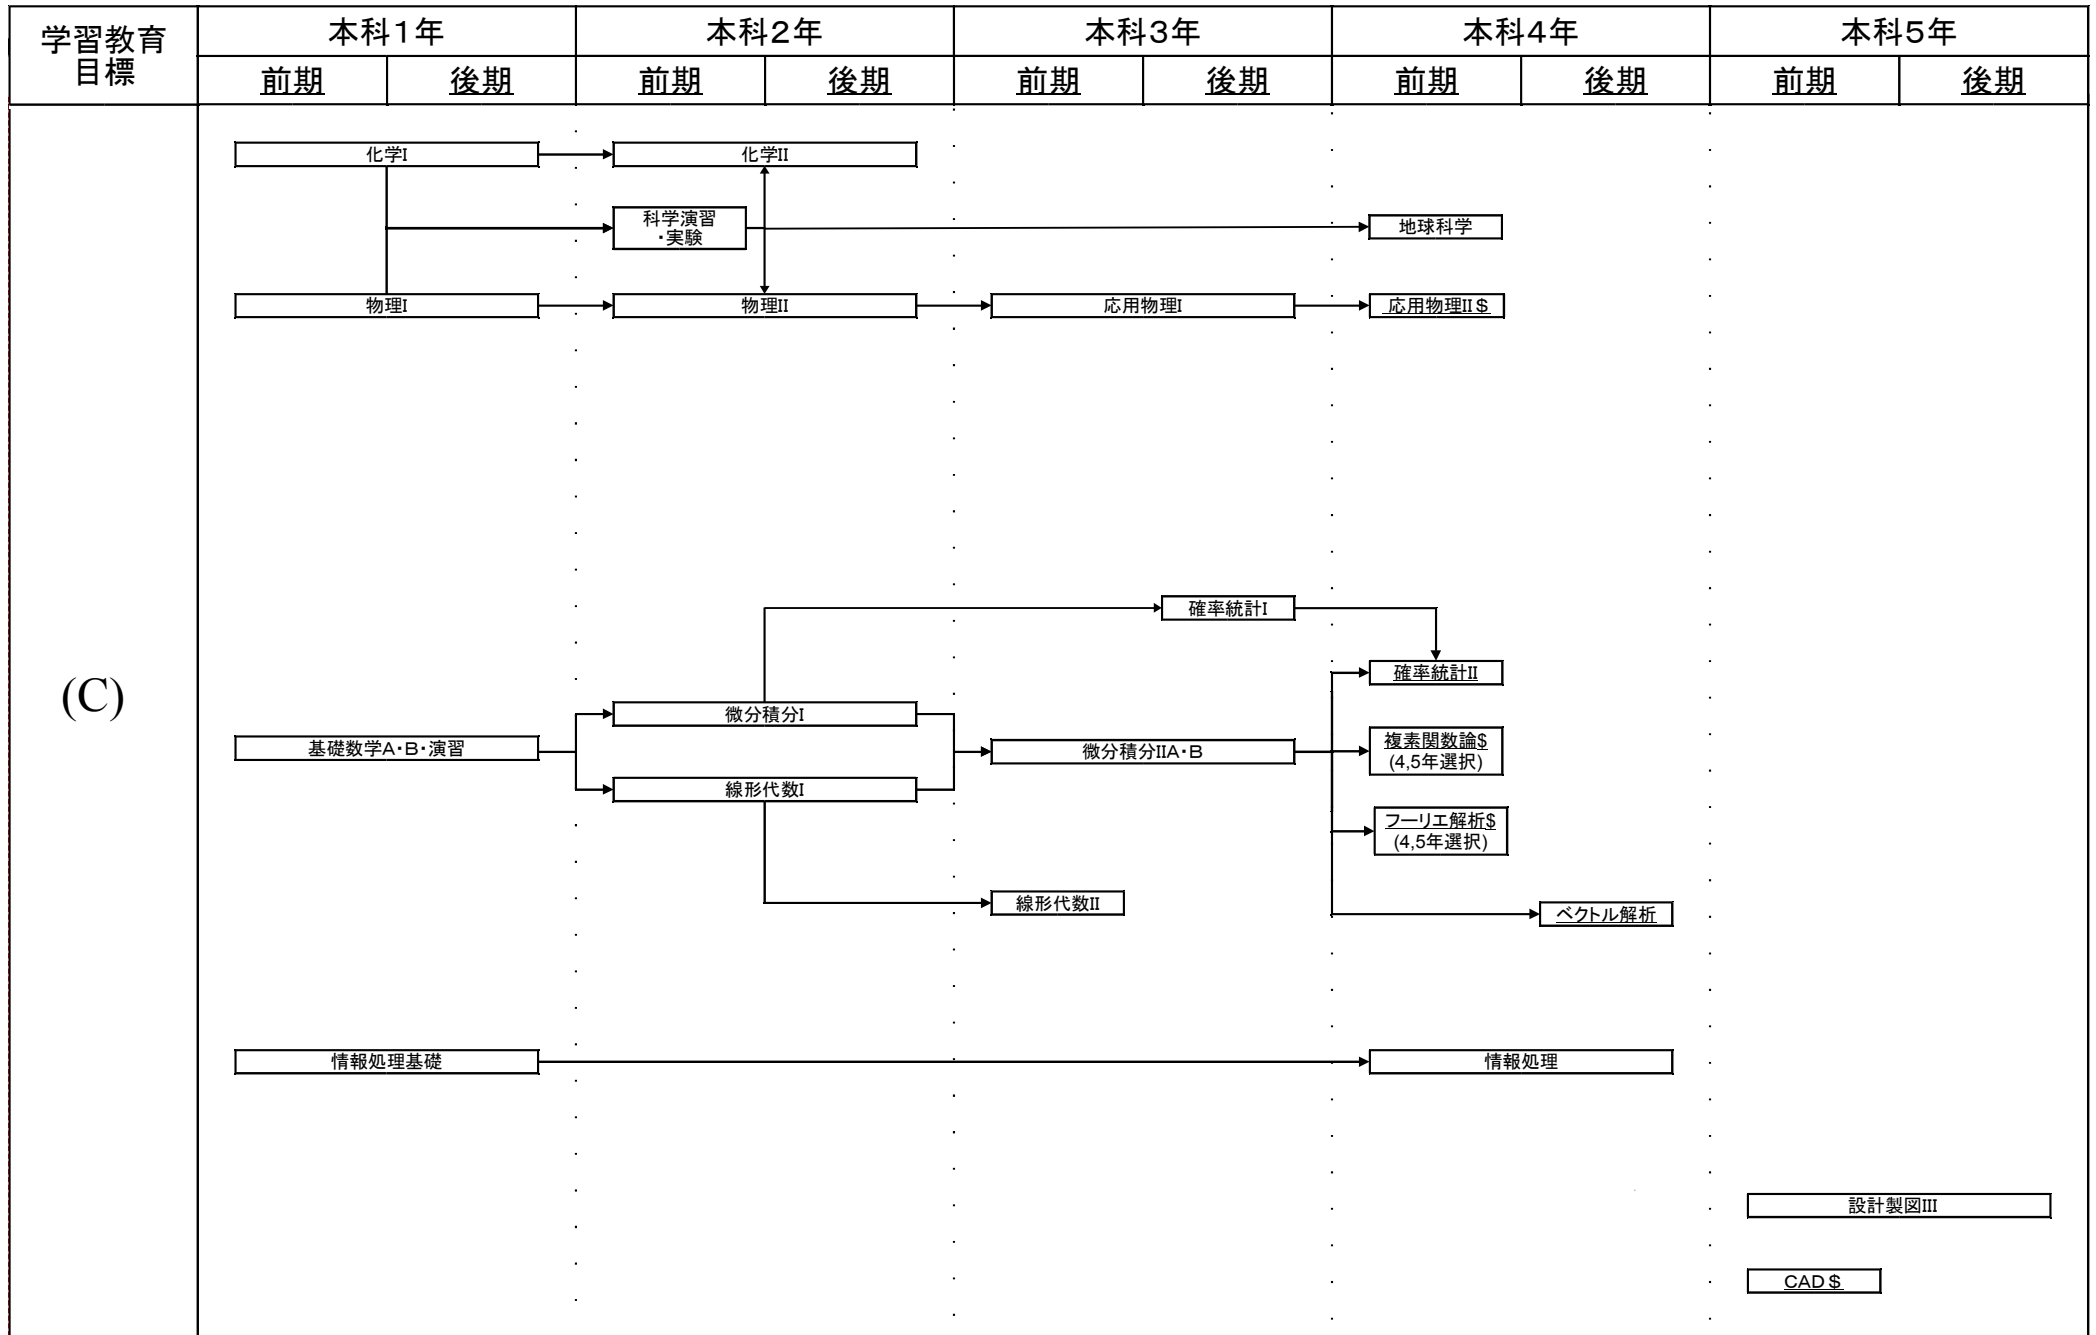 学習教育
目標
本科1年
本科2年
本科3年
本科4年
本科5年
前期
後期
前期
後期
前期
後期
前期
後期
前期
後期
化学I
化学II
科学演習
・実験
地球科学
物理I
物理II
応用物理I
応用物理II＄
確率統計I
確率統計II
(C)
微分積分I
基礎数学A・B・演習
微分積分IIA・B
複素関数論$
(4,5年選択)
線形代数I
フーリエ解析$
(4,5年選択)
線形代数II
ベクトル解析
情報処理基礎
情報処理
設計製図III
CAD＄